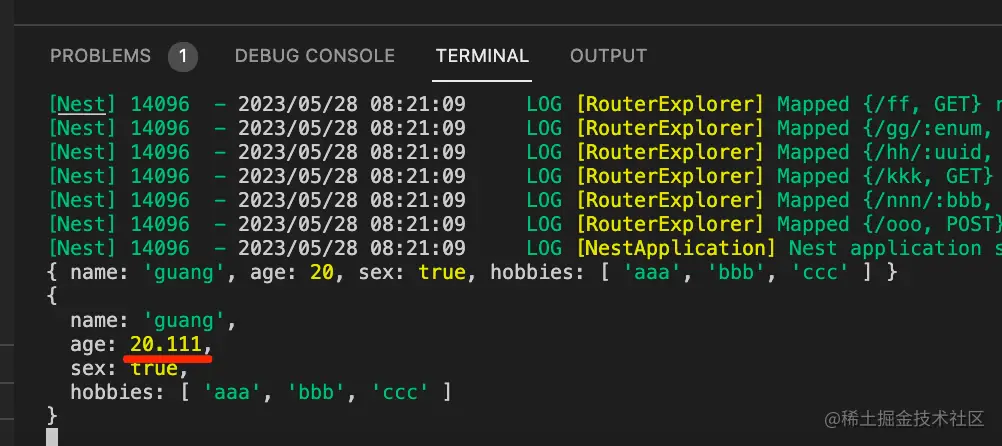 PROBLEMS 1 DEBUG CONSOLE TERMINAL OUTPUT
[Nest] 14096  - 2023/05/28 08:21:09     LOG [RouterExplorer] Mapped {/ff, GET} r
[Nest] 14096  - 2023/05/28 08:21:09     LOG [RouterExplorer] Mapped {/gg/:enum,
[Nest] 14096  - 2023/05/28 08:21:09     LOG [RouterExplorer] Mapped {/hh/:uuid,
[Nest] 14096  - 2023/05/28 08:21:09     LOG [RouterExplorer] Mapped {/kkk, GET}
[Nest] 14096  - 2023/05/28 08:21:09     LOG [RouterExplorer] Mapped {/nnn/:bbb,
[Nest] 14096  - 2023/05/28 08:21:09     LOG [RouterExplorer] Mapped {/ooo, POST}
[Nest] 14096  - 2023/05/28 08:21:09     LOG [NestApplication] Nest application s
{ name: 'guang', age: 20, sex: true, hobbies: [ 'aaa', 'bbb', 'ccc' ] }
{
  name: 'guang',
  age: 20.111,
  sex: true,
  hobbies: [ 'aaa', 'bbb', 'ccc' ]
}
@稀土掘金技术社区